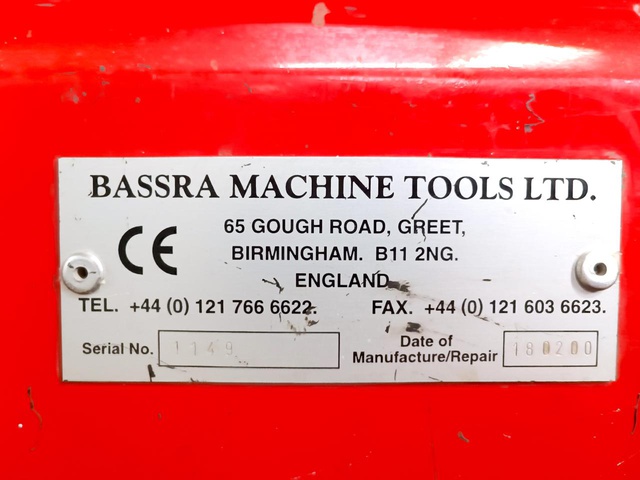 BASSRA MACHINE TOOLS LTD.
CE
65 GOUGH ROAD, GREET,
BIRMINGHAM. B11 2NG.
ENGLAND
TEL. +44 (0) 121 766 6622. FAX. +44 (0) 121 603 6623.
Serial No. 1149 Date of Manufacture/Repair 180200